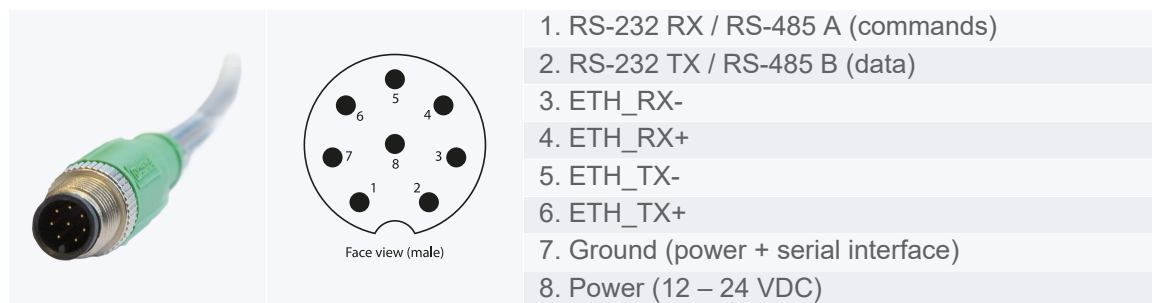 1. RS-232 RX / RS-485 A (commands)
2. RS-232 TX / RS-485 B (data)
3. ETH_RX-
4. ETH_RX+
5. ETH_TX-
6. ETH_TX+
7. Ground (power + serial interface)
8. Power (12 – 24 VDC)
5
6
4
7
8
3
1
2
Face view (male)